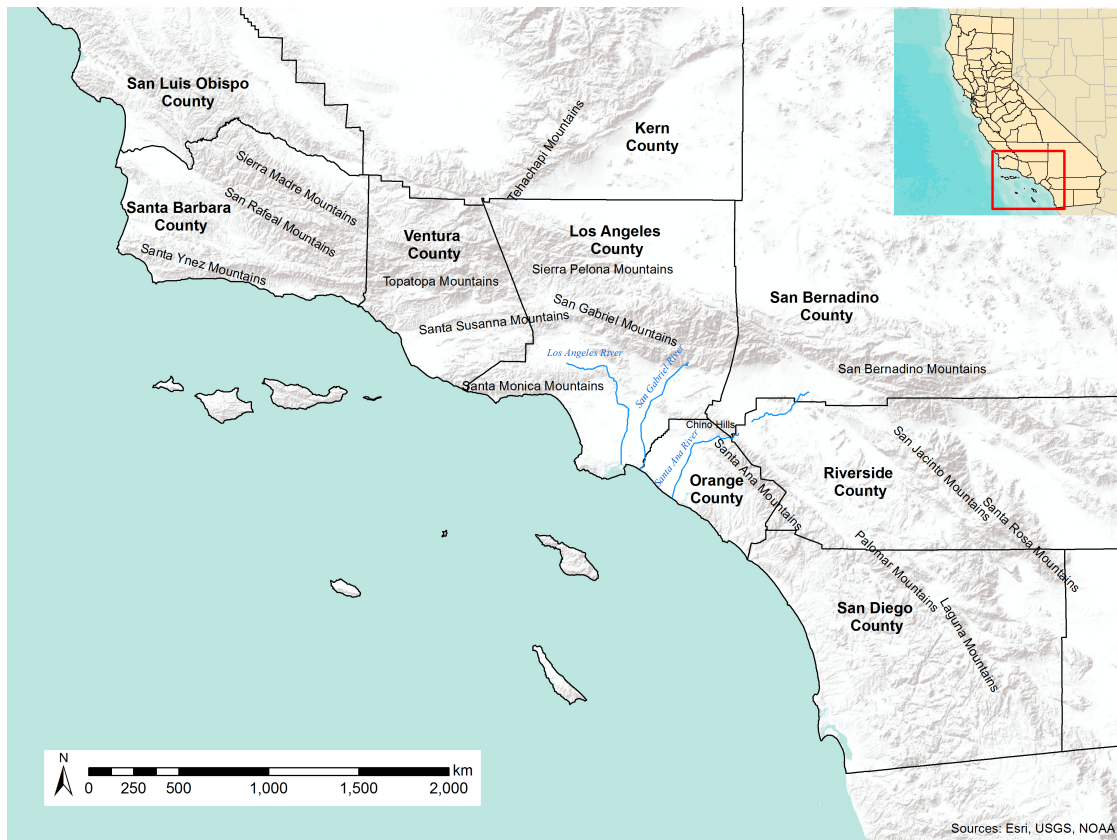 San Luis Obispo
County
Kern
County
Tehachapi Mountains
Sierra Madre Mountains
San Rafeal Mountains
Santa Barbara
County
Santa Ynez Mountains
Ventura
County
Los Angeles
County
Topatopa Mountains
Sierra Pelona Mountains
San Gabriel Mountains
Santa Susanna Mountains
San Bernadino
County
Los Angeles River
San Gabriel River
San Bernadino Mountains
Santa Monica Mountains
Chino Hills
Santa Ana River
Santa Ana Mountains
Orange
County
Riverside
County
San Jacinto Mountains
Santa Rosa Mountains
Palomar Mountains
San Diego
County
Laguna Mountains
N
km
0 250 500 1,000 1,500 2,000
Sources: Esri, USGS, NOAA